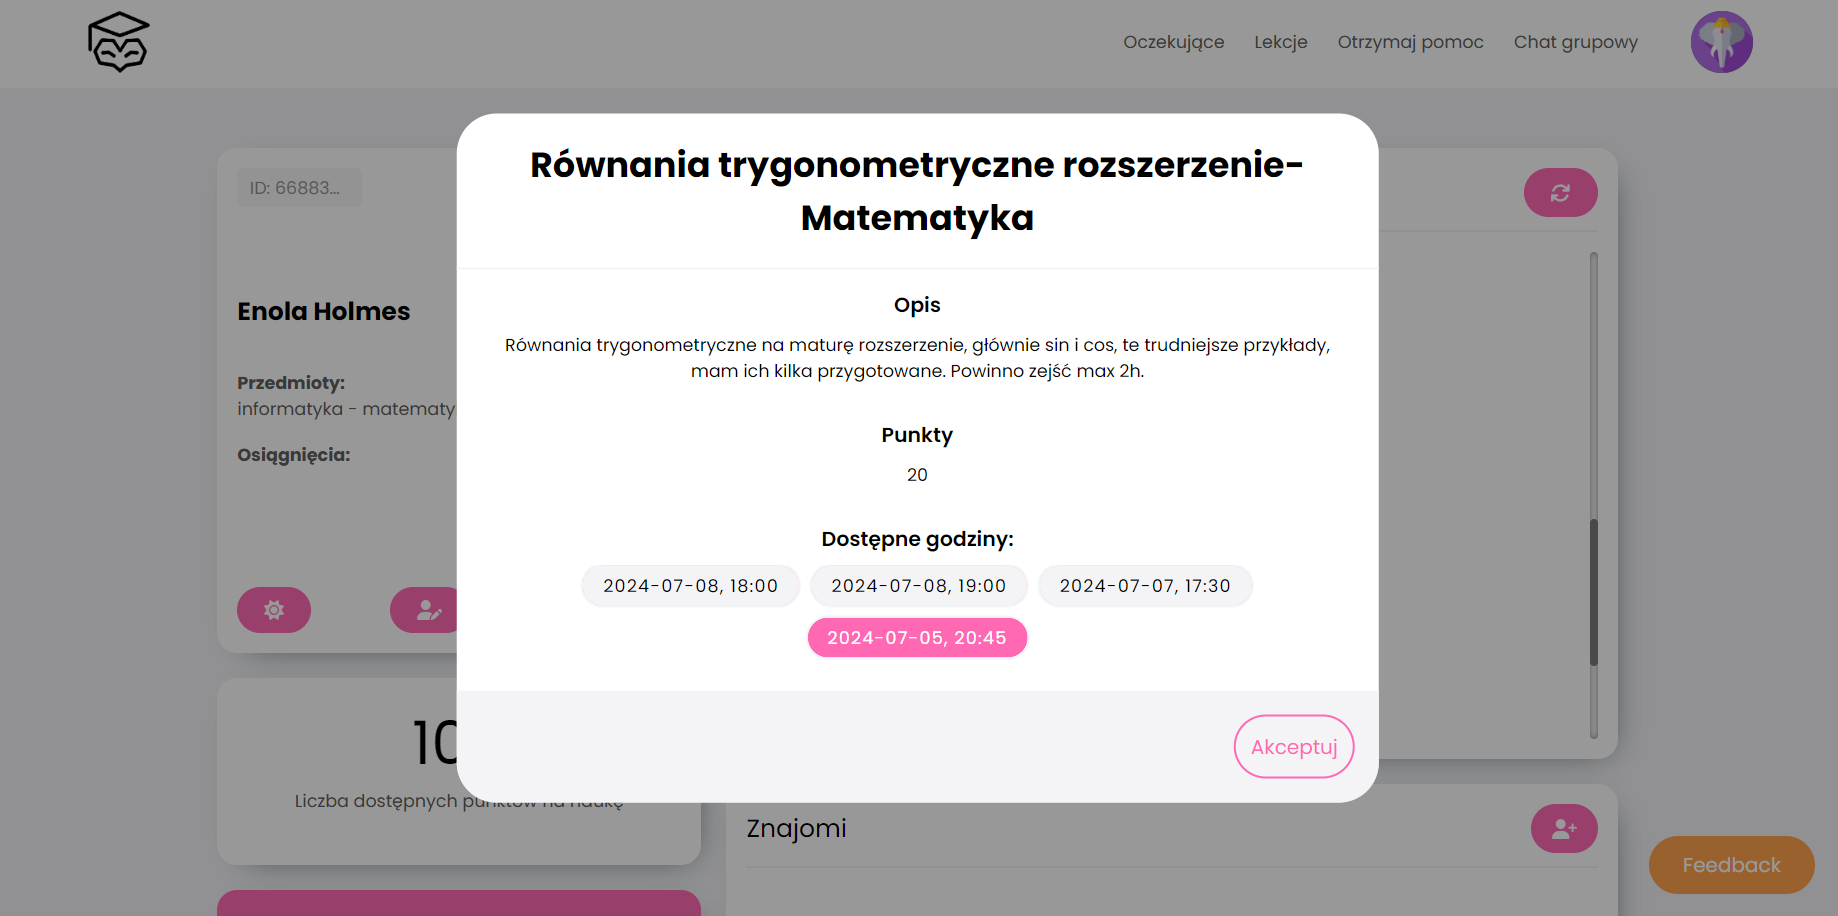 Oczekujące Lekcje Otrzymaj pomoc Chat grupowy
ID: 66883...
Enola Holmes
Przedmioty:
informatyka - matematy
Osiągnięcia:
10
Liczba dostępnych punktów na naukę
Równania trygonometryczne rozszerzenie-
Matematyka
Opis
Równania trygonometryczne na maturę rozszerzenie, głównie sin i cos, te trudniejsze przykłady,
mam ich kilka przygotowane. Powinno zejść max 2h.
Punkty
20
Dostępne godziny:
2024-07-08, 18:00 2024-07-08, 19:00 2024-07-07, 17:30
2024-07-05, 20:45
Akceptuj
Znajomi
Feedback